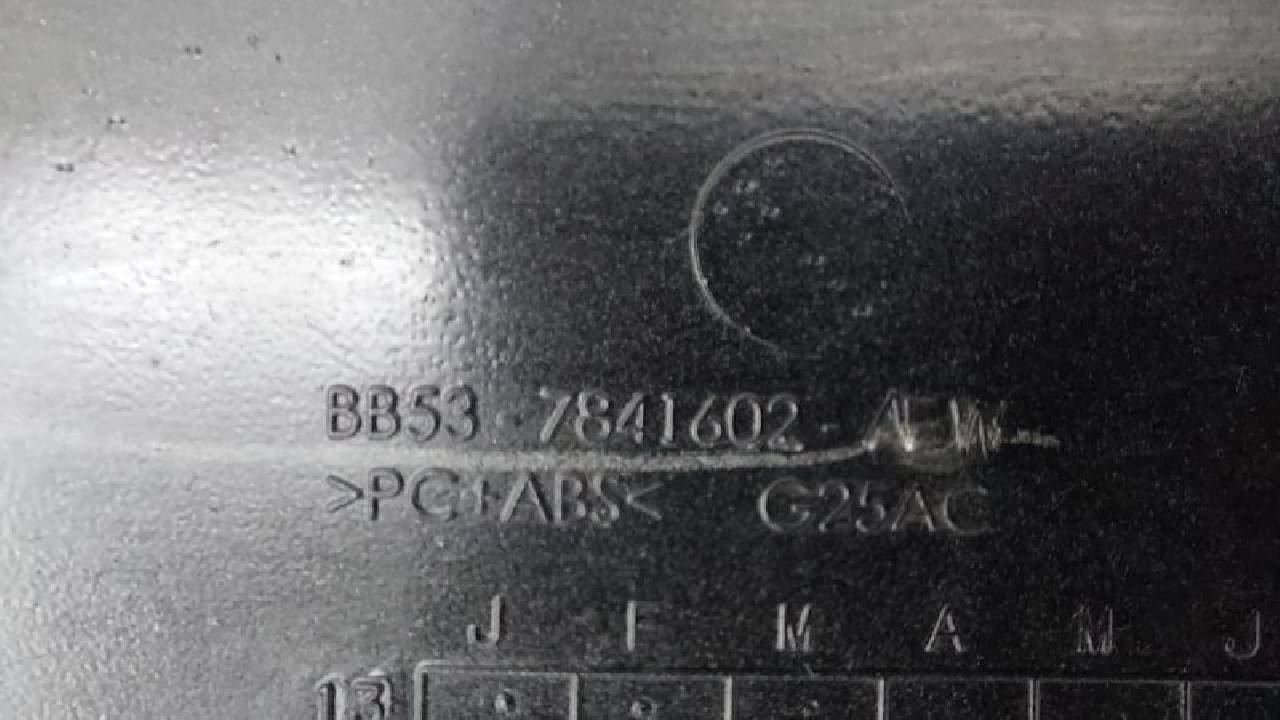 BB53 7841602-AEW
>PC+ABS< G25AC
J F M A M J
13